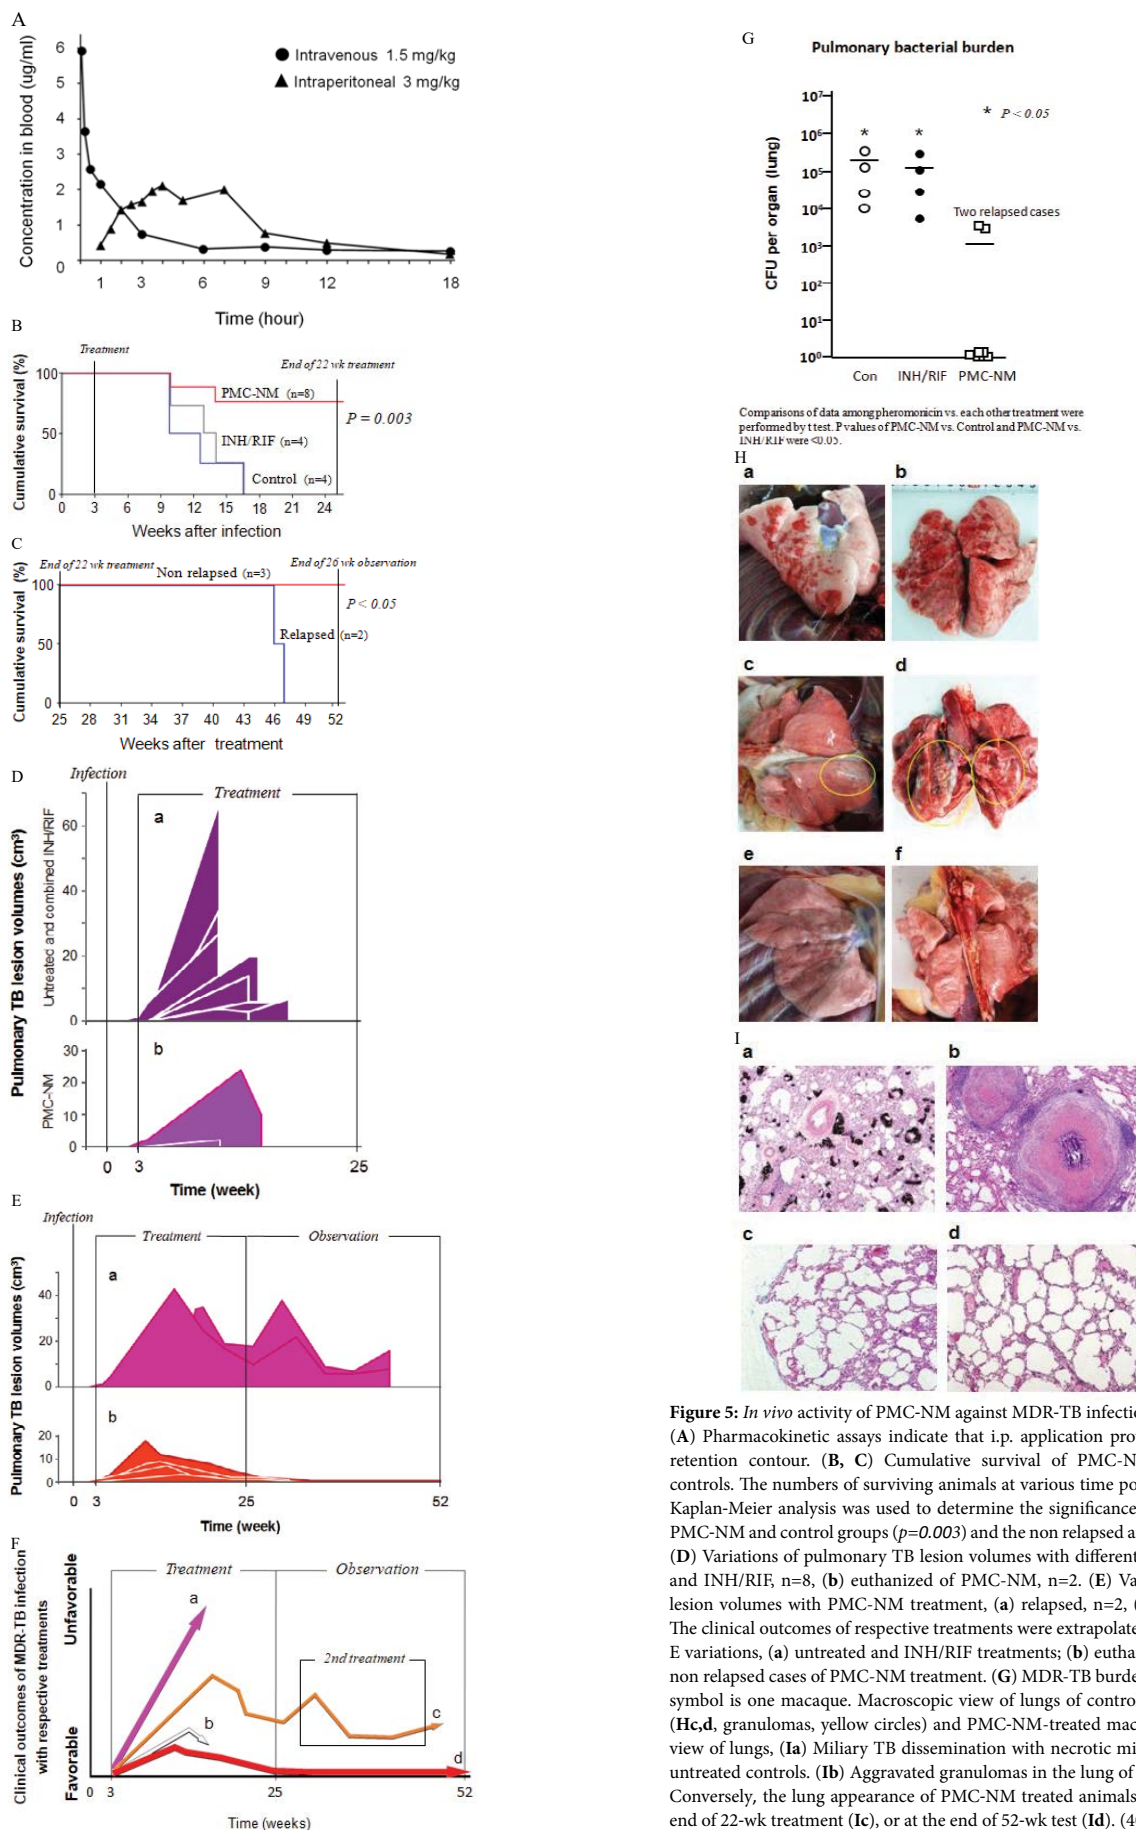 A
Concentration in blood (ug/ml)
6
5
4
3
2
1
0
Intravenous 1.5 mg/kg
Intraperitoneal 3 mg/kg
1 3 6 9 12 18
Time (hour)
B
Cumulative survival (%)
Treatment
End of 22 wk treatment
100
50
0
PMC-NM (n=8)
P = 0.003
INH/RIF (n=4)
Control (n=4)
0 3 6 9 12 15 18 21 24
Weeks after infection
C
Cumulative survival (%)
End of 22 wk treatment
Non relapsed (n=3)
End of 26 wk observation
100
50
0
P < 0.05
Relapsed (n=2)
25 28 31 34 37 40 43 46 49 52
Weeks after treatment
D
Infection
Treatment
Pulmonary TB lesion volumes (cm³)
Untreated and combined INH/RIF
a
60
40
20
0
PMC-NM
b
30
20
10
0
0 3 25
Time (week)
E
Infection
Treatment
Observation
Pulmonary TB lesion volumes (cm³)
a
40
20
0
b
20
10
0
0 3 25 52
Time (week)
F
Clinical outcomes of MDR-TB infection
with respective treatments
Unfavorable
Favorable
Treatment
Observation
a
2nd treatment
b
c
d
0 3 25 52
Time (weeks)
G
Pulmonary bacterial burden
CFU per organ (lung)
10⁷
10⁶
10⁵
10⁴
10³
10²
10¹
10⁰
* P < 0.05
* *
Two relapsed cases
Con INH/RIF PMC-NM
Comparisons of data among pheromonicin vs. each other treatment were
performed by t test. P values of PMC-NM vs. Control and PMC-NM vs.
INH/RIF were <0.05.
H
a b
c d
e f
I
a b
c d
Figure 5: In vivo activity of PMC-NM against MDR-TB infectio
(A) Pharmacokinetic assays indicate that i.p. application prov
retention contour. (B, C) Cumulative survival of PMC-N
controls. The numbers of surviving animals at various time po
Kaplan-Meier analysis was used to determine the significance
PMC-NM and control groups (p=0.003) and the non relapsed a
(D) Variations of pulmonary TB lesion volumes with different
and INH/RIF, n=8, (b) euthanized of PMC-NM, n=2. (E) Va
lesion volumes with PMC-NM treatment, (a) relapsed, n=2, (
The clinical outcomes of respective treatments were extrapolate
E variations, (a) untreated and INH/RIF treatments; (b) eutha
non relapsed cases of PMC-NM treatment. (G) MDR-TB burde
symbol is one macaque. Macroscopic view of lungs of control
(Hc,d, granulomas, yellow circles) and PMC-NM-treated mac
view of lungs, (Ia) Miliary TB dissemination with necrotic mi
untreated controls. (Ib) Aggravated granulomas in the lung of
Conversely, the lung appearance of PMC-NM treated animals
end of 22-wk treatment (Ic), or at the end of 52-wk test (Id). (4